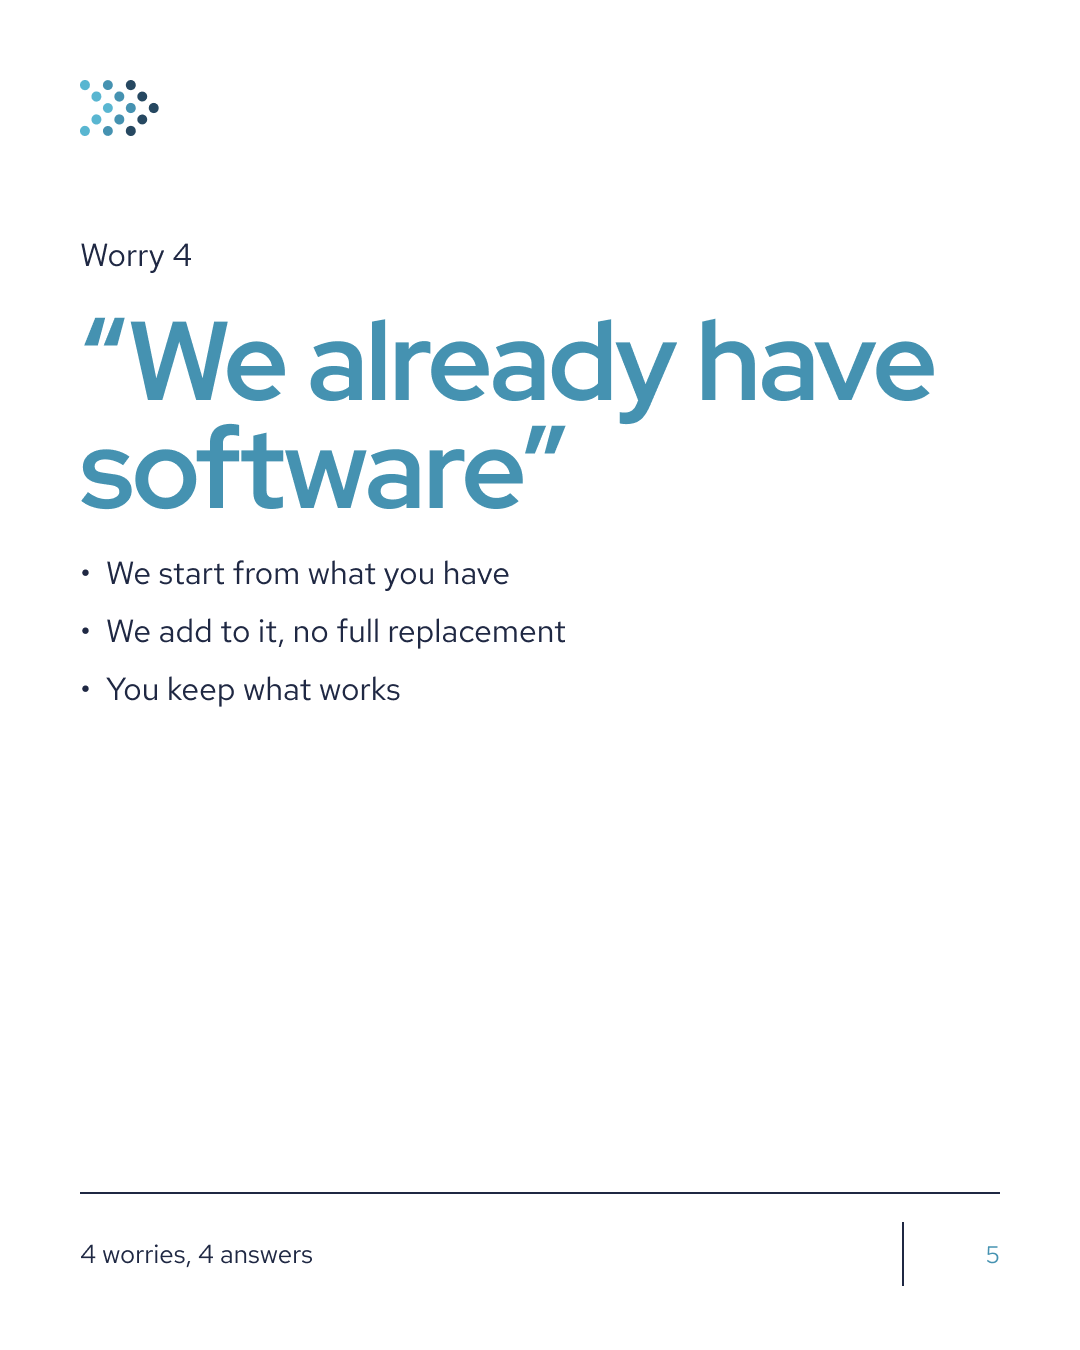 Worry 4
“We already have
software”
• We start from what you have
• We add to it, no full replacement
• You keep what works
4 worries, 4 answers
5